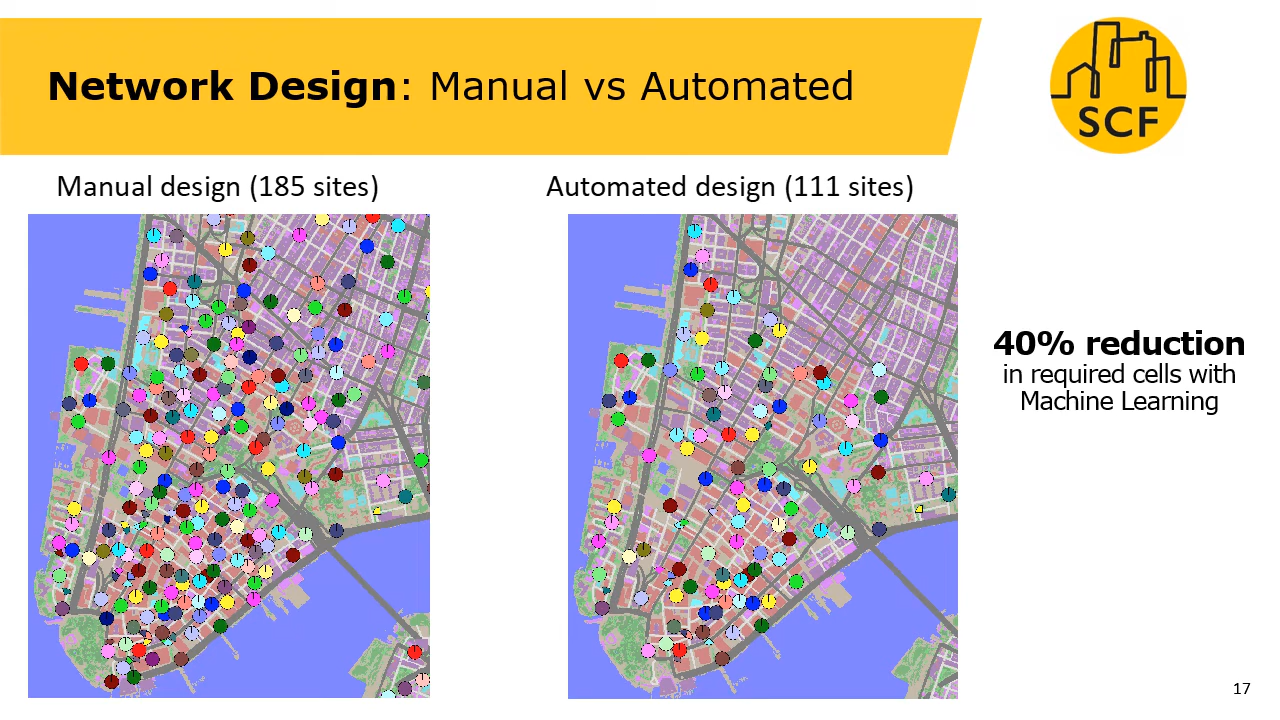 Network Design: Manual vs Automated
SCF
Manual design (185 sites)
Automated design (111 sites)
40% reduction
in required cells with
Machine Learning
17